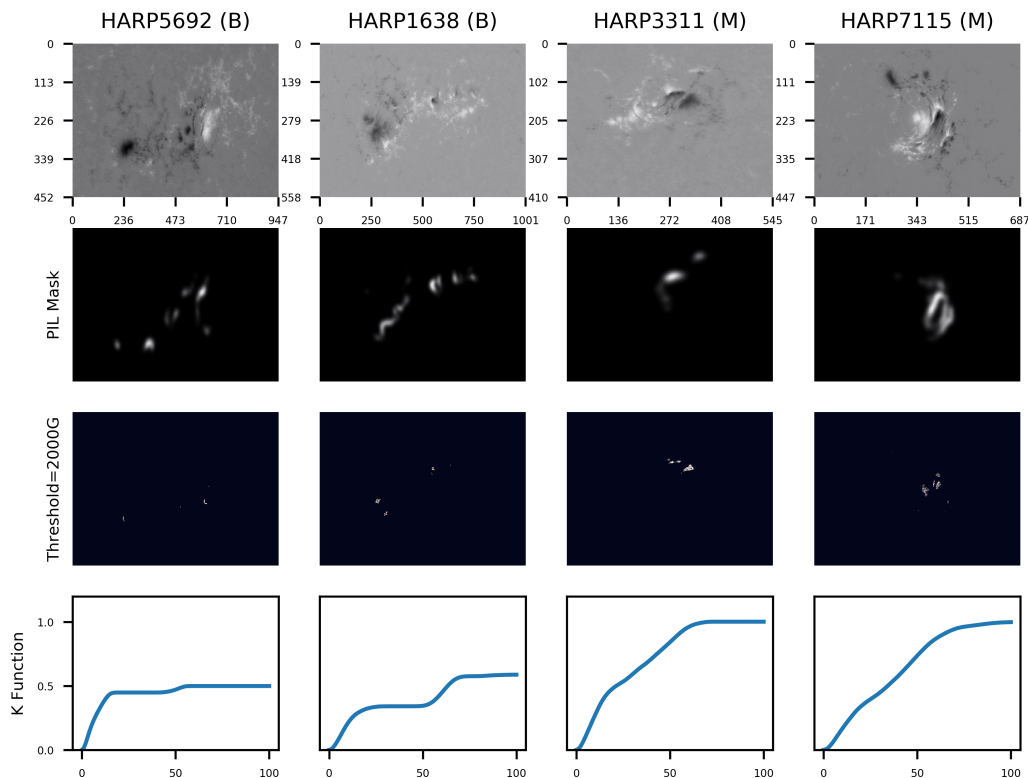 HARP5692 (B) HARP1638 (B) HARP3311 (M) HARP7115 (M)
0 0 0 0
113 139 102 111
226 279 205 223
339 418 307 335
452 558 410 447
0 236 473 710 947 0 250 500 750 1001 0 136 272 408 545 0 171 343 515 687
PIL Mask
Threshold=2000G
K Function
1.0
0.5
0.0
0 50 100 0 50 100 0 50 100 0 50 100